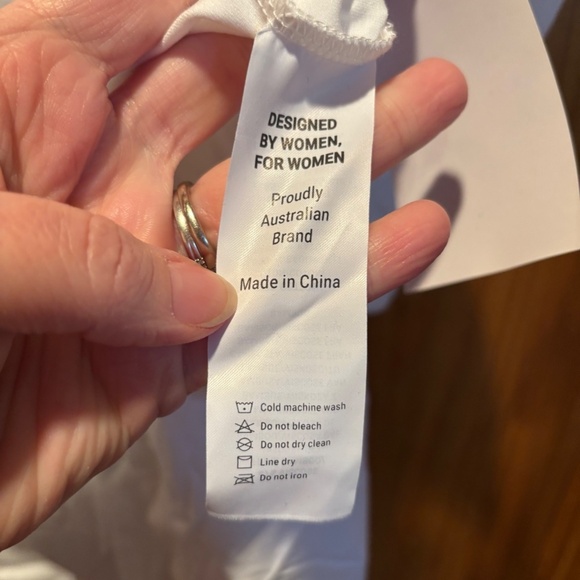 DESIGNED
BY WOMEN,
FOR WOMEN
Proudly
Australian
Brand
Made in China
Cold machine wash
Do not bleach
Do not dry clean
Line dry
Do not iron